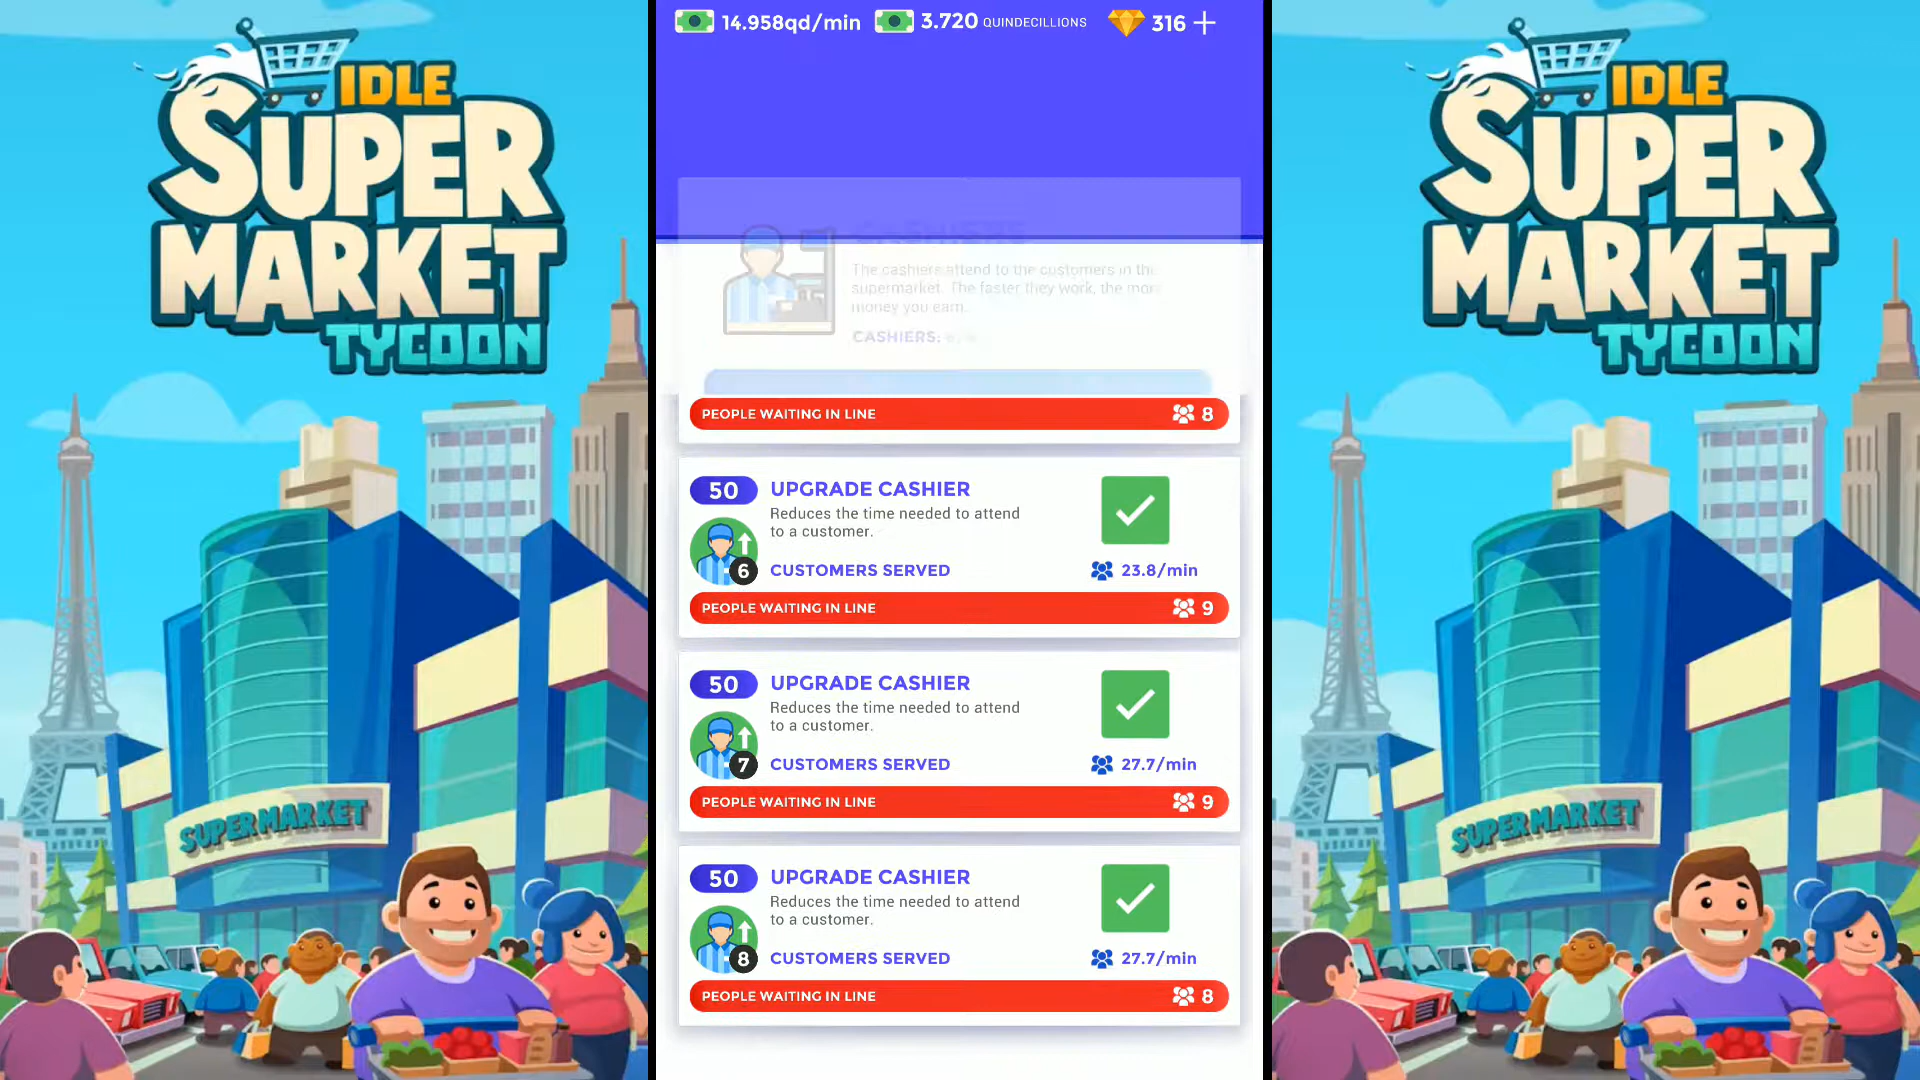 IDLE
SUPER
MARKET
TYCOON
SUPERMARKET
14.958qd/min 3.720 QUINDECILLIONS 316 +
CASHIERS
The cashiers attend to the customers in the
supermarket. The faster they work, the more
money you earn.
CASHIERS:
PEOPLE WAITING IN LINE 8
50 UPGRADE CASHIER
Reduces the time needed to attend
to a customer.
6 CUSTOMERS SERVED 23.8/min
PEOPLE WAITING IN LINE 9
50 UPGRADE CASHIER
Reduces the time needed to attend
to a customer.
7 CUSTOMERS SERVED 27.7/min
PEOPLE WAITING IN LINE 9
50 UPGRADE CASHIER
Reduces the time needed to attend
to a customer.
8 CUSTOMERS SERVED 27.7/min
PEOPLE WAITING IN LINE 8
IDLE
SUPER
MARKET
TYCOON
SUPERMARKET